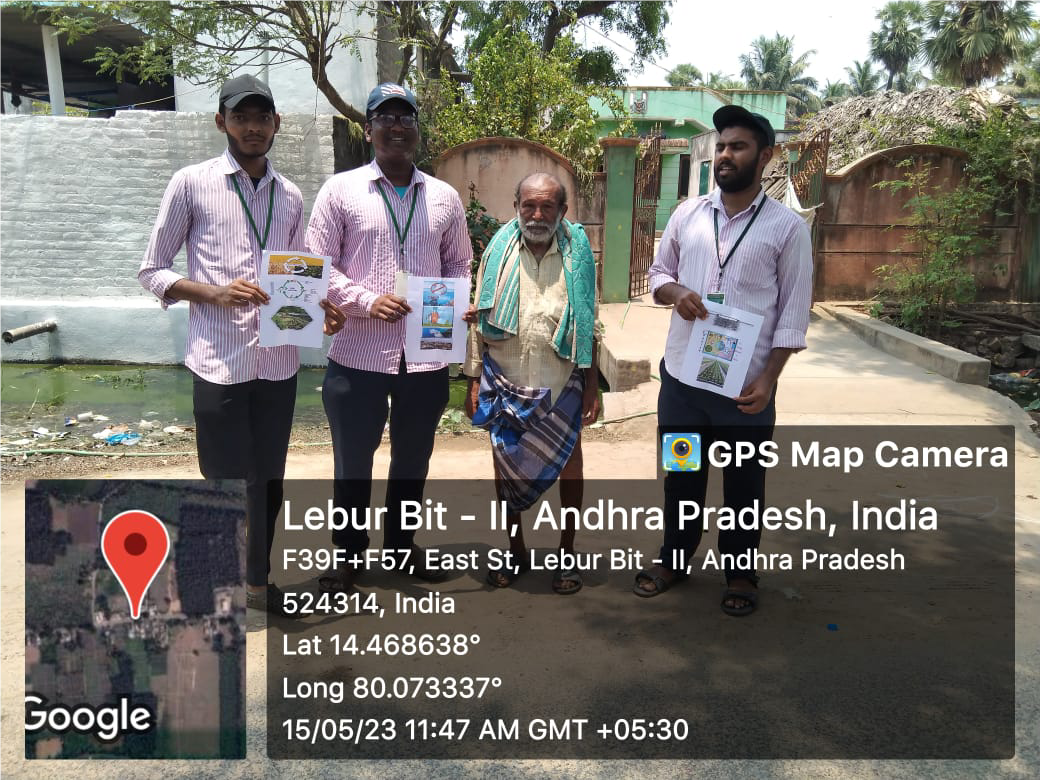 GPS Map Camera
Lebur Bit - II, Andhra Pradesh, India
F39F+F57, East St, Lebur Bit - II, Andhra Pradesh
524314, India
Lat 14.468638°
Long 80.073337°
15/05/23 11:47 AM GMT +05:30
Google